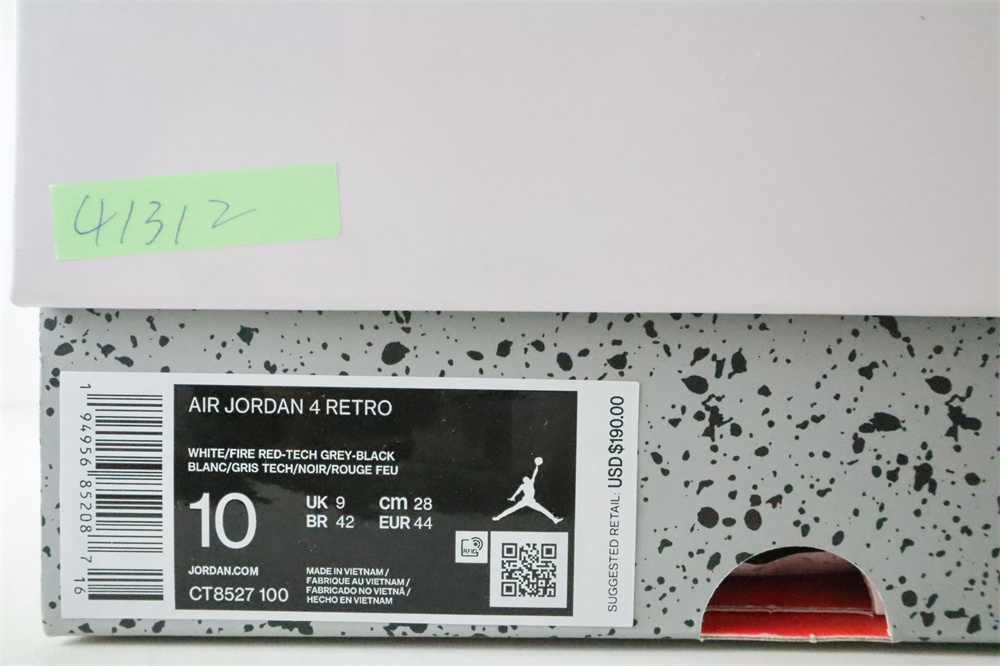 41312
AIR JORDAN 4 RETRO
WHITE/FIRE RED-TECH GREY-BLACK
BLANC/GRIS TECH/NOIR/ROUGE FEU
10
UK 9 cm 28
BR 42 EUR 44
JORDAN.COM
CT8527 100
MADE IN VIETNAM /
FABRIQUE AU VIETNAM /
FABRICADO NO VIETNÃ /
HECHO EN VIETNAM
RFID
SUGGESTED RETAIL: USD $190.00
1 94956 85208 7 16